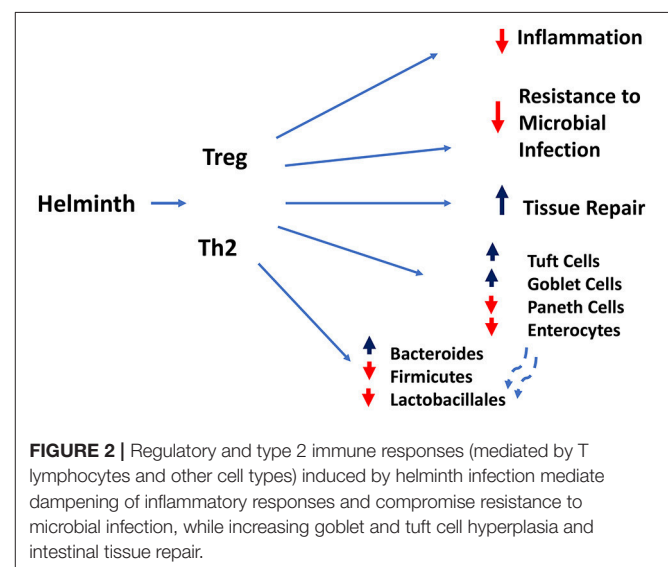 Inflammation
Resistance to
Microbial
Infection
Treg
Helminth
Tissue Repair
Th2
Tuft Cells
Goblet Cells
Paneth Cells
Enterocytes
Bacteroides
Firmicutes
Lactobacillales
FIGURE 2 | Regulatory and type 2 immune responses (mediated by T
lymphocytes and other cell types) induced by helminth infection mediate
dampening of inflammatory responses and compromise resistance to
microbial infection, while increasing goblet and tuft cell hyperplasia and
intestinal tissue repair.